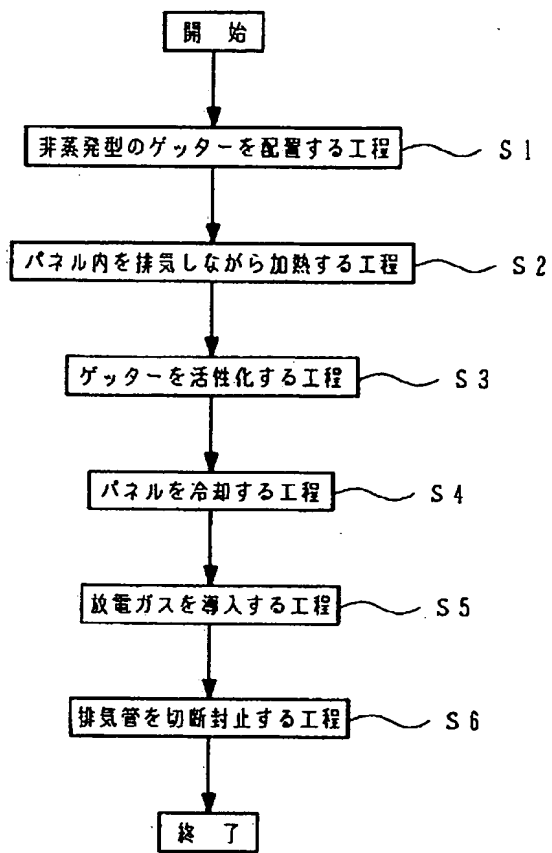 開 始
非蒸発型のゲッターを配置する工程 S1
パネル内を排気しながら加熱する工程 S2
ゲッターを活性化する工程 S3
パネルを冷却する工程 S4
放電ガスを導入する工程 S5
排気管を切断封止する工程 S6
終 了